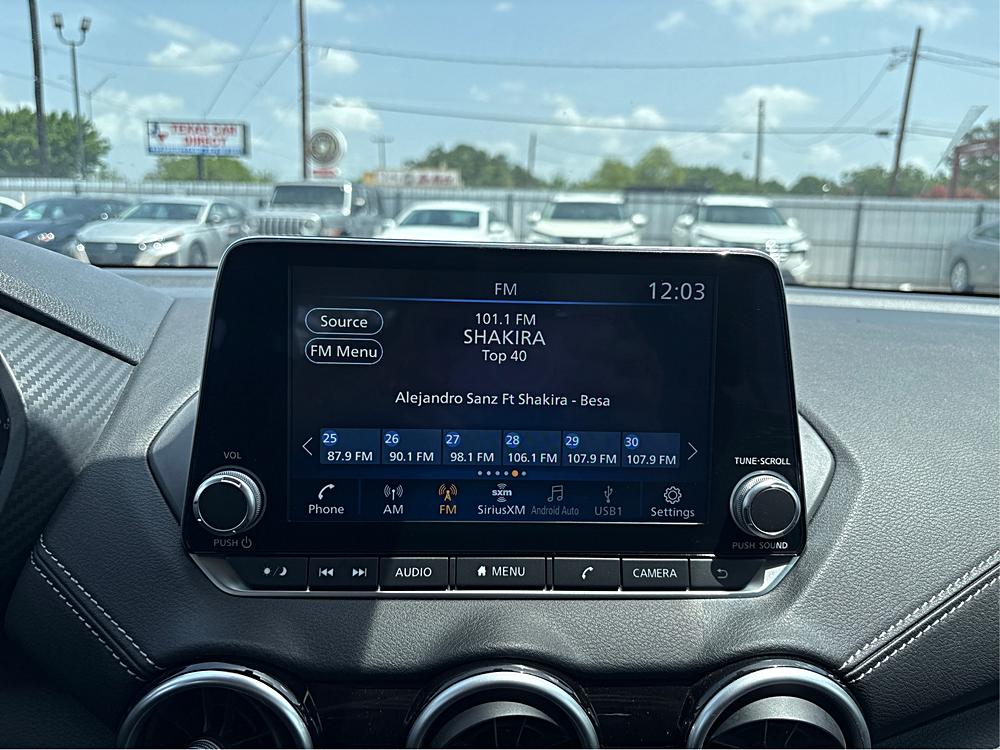 TEXAS CAR
DIRECT
FM
12:03
Source
101.1 FM
SHAKIRA
FM Menu
Top 40
Alejandro Sanz Ft Shakira - Besa
25 26 27 28 29 30
87.9 FM 90.1 FM 98.1 FM 106.1 FM 107.9 FM 107.9 FM
VOL
TUNE·SCROLL
sxm
Phone AM FM SiriusXM Android Auto USB1 Settings
PUSH
PUSH SOUND
AUDIO MENU CAMERA